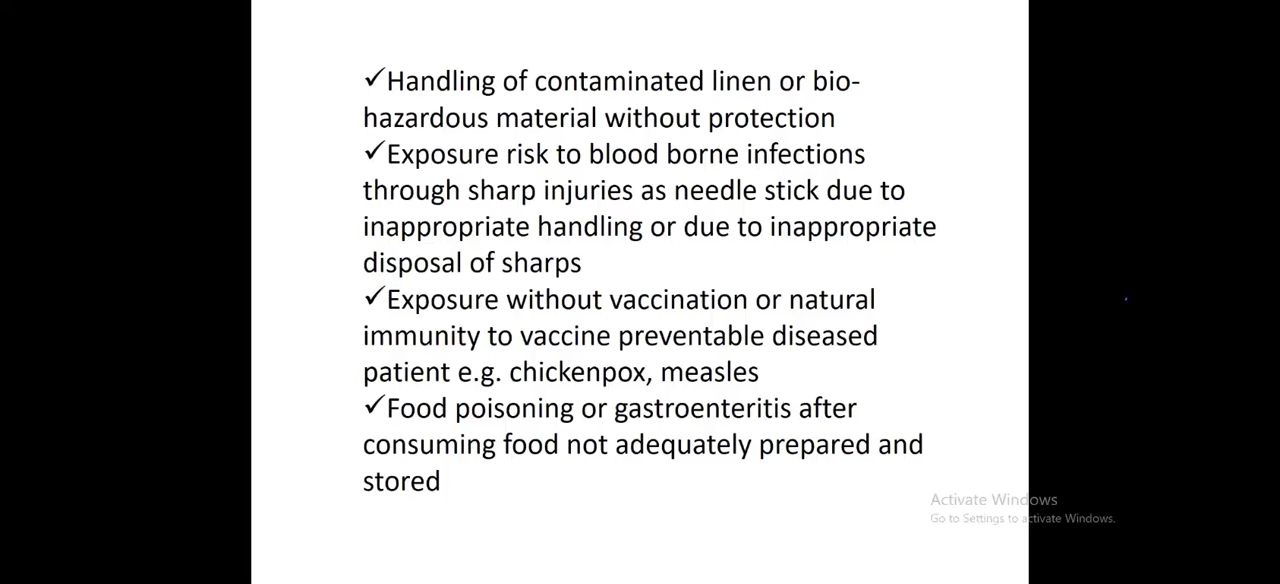 ✓Handling of contaminated linen or bio-
hazardous material without protection
✓Exposure risk to blood borne infections
through sharp injuries as needle stick due to
inappropriate handling or due to inappropriate
disposal of sharps
✓Exposure without vaccination or natural
immunity to vaccine preventable diseased
patient e.g. chickenpox, measles
✓Food poisoning or gastroenteritis after
consuming food not adequately prepared and
stored
Activate Windows
Go to Settings to activate Windows.